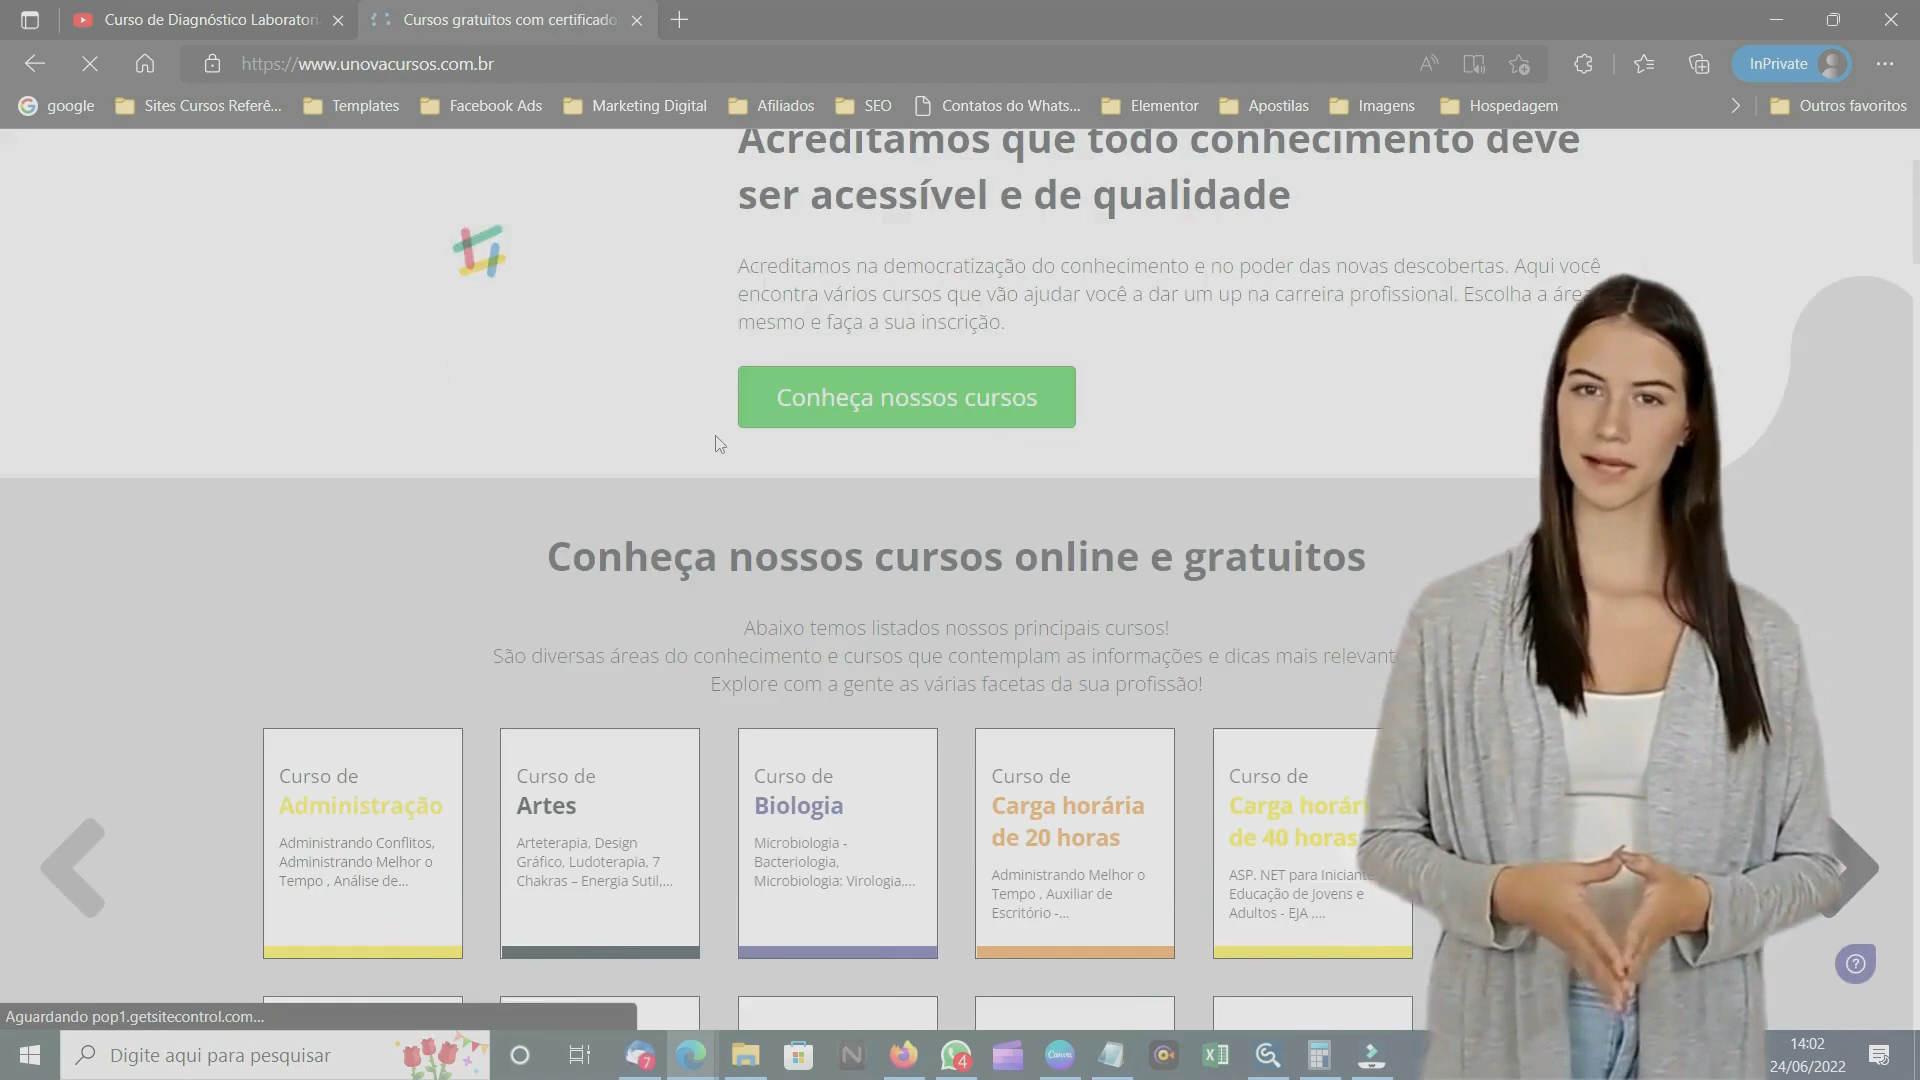 Curso de Diagnóstico Laboratori
Cursos gratuitos com certificado
https://www.unovacursos.com.br
InPrivate
google
Sites Cursos Referê...
Templates
Facebook Ads
Marketing Digital
Afiliados
SEO
Contatos do Whats...
Elementor
Apostilas
Imagens
Hospedagem
Outros favoritos
Acreditamos que todo conhecimento deve
ser acessível e de qualidade
Acreditamos na democratização do conhecimento e no poder das novas descobertas. Aqui você
encontra vários cursos que vão ajudar você a dar um up na carreira profissional. Escolha a área
mesmo e faça a sua inscrição.
Conheça nossos cursos
Conheça nossos cursos online e gratuitos
Abaixo temos listados nossos principais cursos!
São diversas áreas do conhecimento e cursos que contemplam as informações e dicas mais relevant
Explore com a gente as várias facetas da sua profissão!
Curso de
Administração
Administrando Conflitos,
Administrando Melhor o
Tempo , Análise de...
Curso de
Artes
Arteterapia, Design
Gráfico, Ludoterapia, 7
Chakras – Energia Sutil,...
Curso de
Biologia
Microbiologia -
Bacteriologia,
Microbiologia: Virologia,...
Curso de
Carga horária
de 20 horas
Administrando Melhor o
Tempo , Auxiliar de
Escritório -...
Curso de
Carga horári
de 40 horas
ASP. NET para Iniciante
Educação de Jovens e
Adultos - EJA ,...
Aguardando pop1.getsitecontrol.com...
Digite aqui para pesquisar
7
4
Canva
14:02
24/06/2022